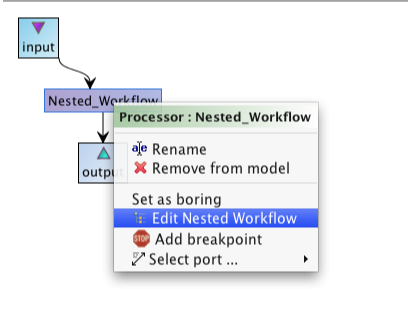 input
Nested_Workflow
Processor : Nested_Workflow
Rename
Remove from model
output
Set as boring
Edit Nested Workflow
STOP Add breakpoint
Select port ...